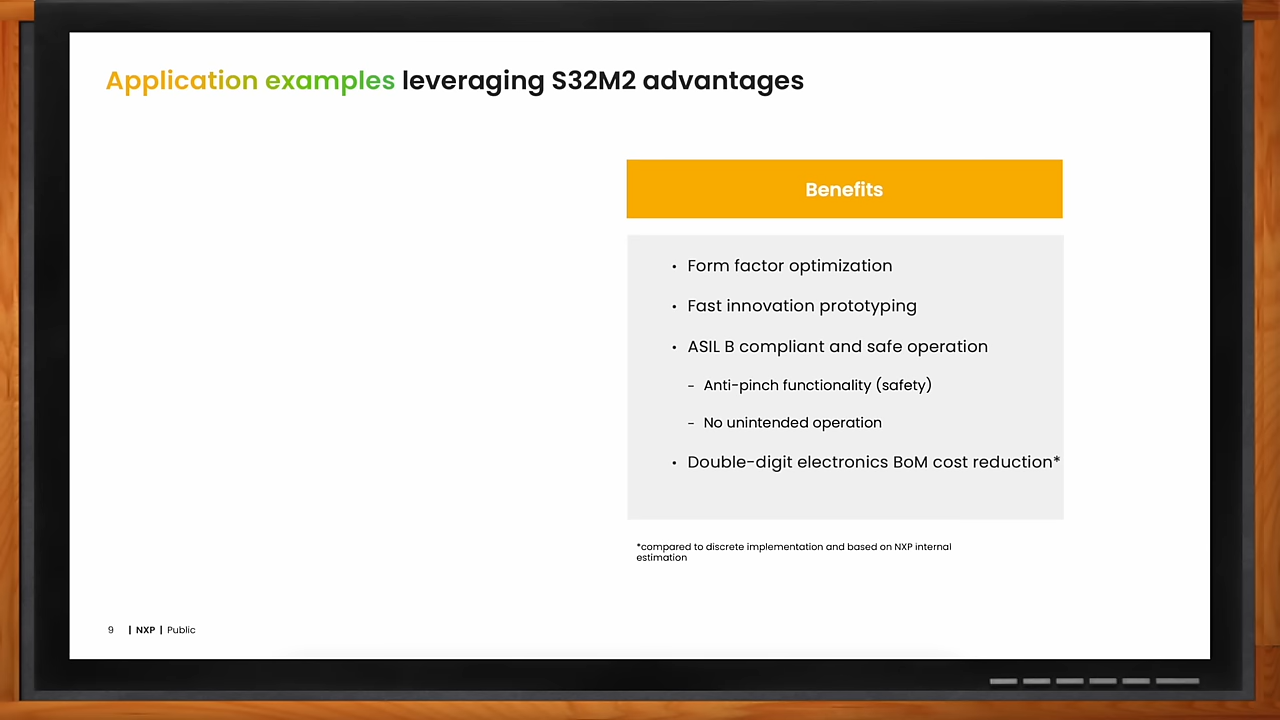 Application examples leveraging S32M2 advantages
Benefits
• Form factor optimization
• Fast innovation prototyping
• ASIL B compliant and safe operation
- Anti-pinch functionality (safety)
- No unintended operation
• Double-digit electronics BoM cost reduction*
*compared to discrete implementation and based on NXP internal
estimation
9 | NXP | Public